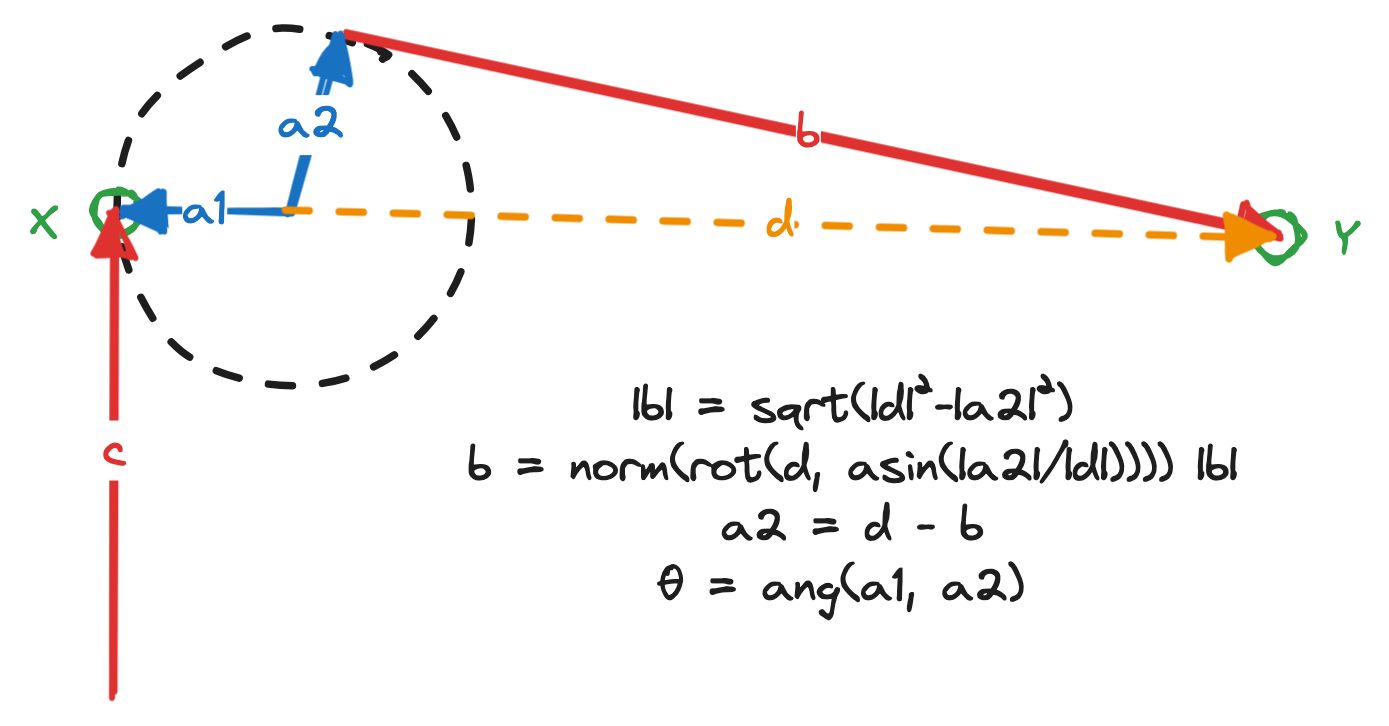 a2
b
X
a1
d
Y
c
|b| = sqrt(|d|²-|a2|²)
b = norm(rot(d, asin(|a2|/|d|)))) |b|
a2 = d - b
θ = ang(a1, a2)